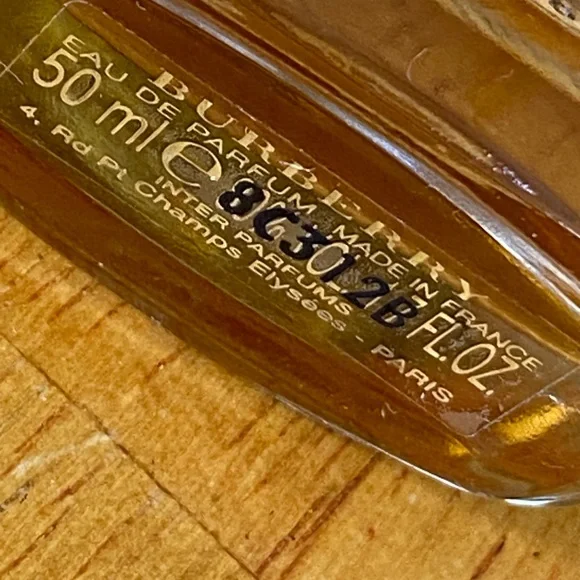 BURBERRY
EAU DE PARFUM - MADE IN FRANCE
50 ml e FL.OZ.
8G3012B
INTER PARFUMS
4, Rd Pt Champs Elysées - PARIS